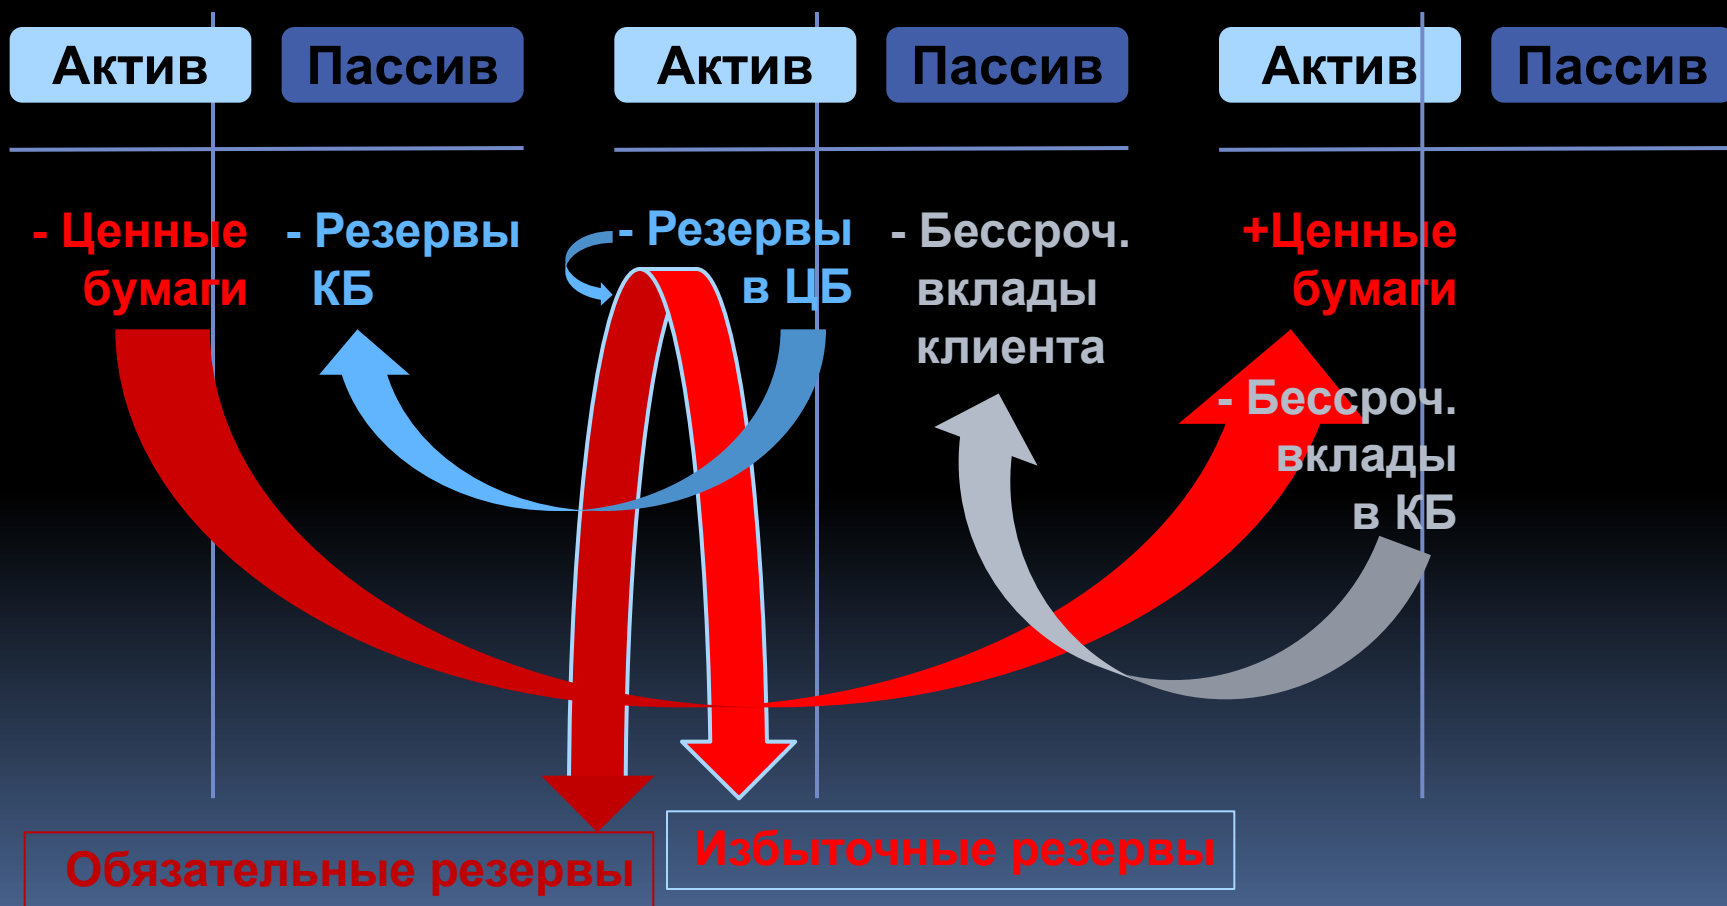 Актив Пассив Актив Пассив Актив Пассив
- Ценные
бумаги
- Резервы
КБ
- Резервы
в ЦБ
- Бессроч.
вклады
клиента
+Ценные
бумаги
- Бессроч.
вклады
в КБ
Обязательные резервы
Избыточные резервы